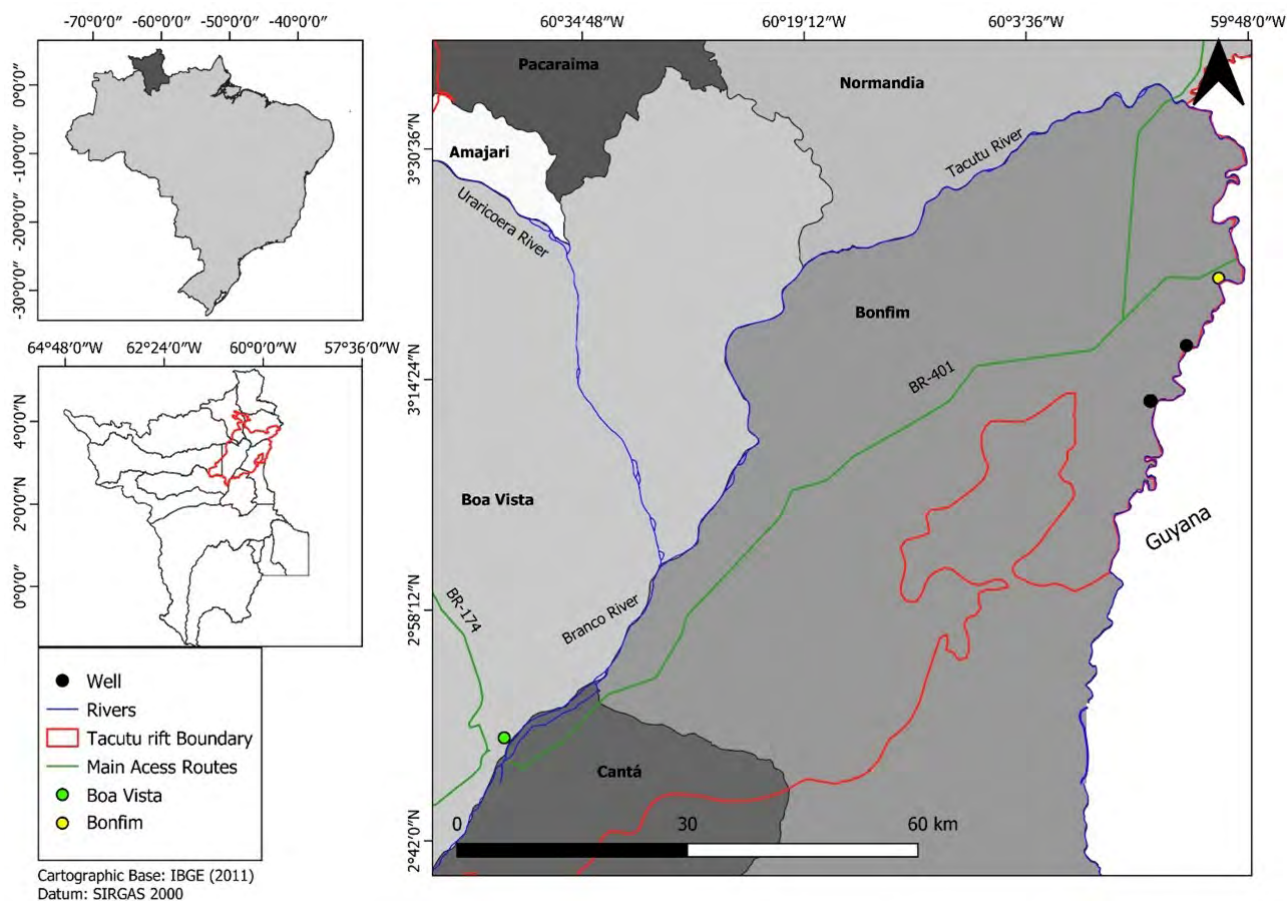 -70°0'0" -60°0'0" -50°0'0" -40°0'0"
0°0'0"
-10°0'0"
-20°0'0"
-30°0'0"
64°48'0"W 62°24'0"W 60°0'0"W 57°36'0"W
4°0'0"N
2°0'0"N
0°0'0"
Well
Rivers
Tacutu rift Boundary
Main Acess Routes
Boa Vista
Bonfim
Cartographic Base: IBGE (2011)
Datum: SIRGAS 2000
60°34'48"W 60°19'12"W 60°3'36"W 59°48'0"W
3°30'36"N
3°14'24"N
2°58'12"N
2°42'0"N
Pacaraima
Normandia
Amajari
Tacutu River
Uraricoera River
Bonfim
BR-401
Boa Vista
Guyana
BR-174
Branco River
Cantá
0 30 60 km